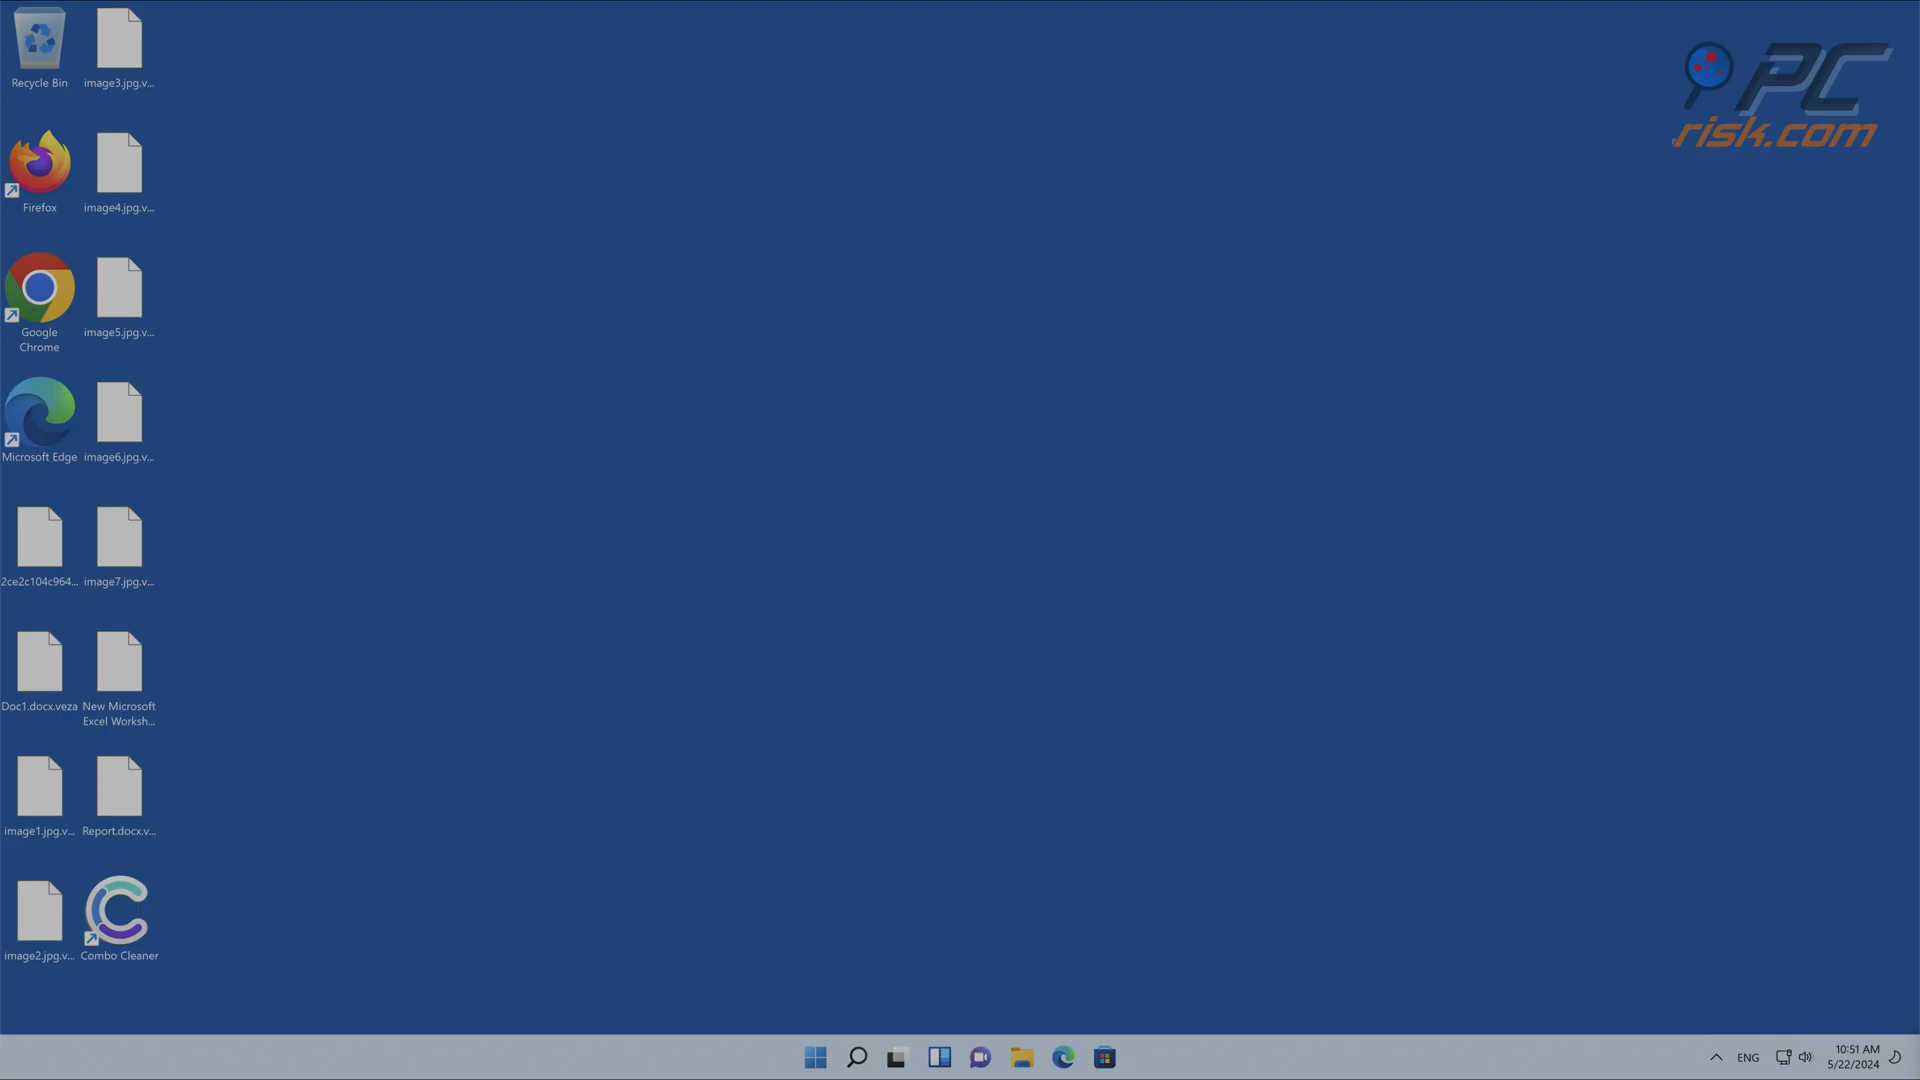 Recycle Bin
image3.jpg.v...
PC
risk.com
Firefox
image4.jpg.v...
Google
Chrome
image5.jpg.v...
Microsoft Edge
image6.jpg.v...
2ce2c104c964...
image7.jpg.v...
Doc1.docx.veza
New Microsoft
Excel Worksh...
image1.jpg.v...
Report.docx.v...
image2.jpg.v...
Combo Cleaner
ENG
10:51 AM
5/22/2024